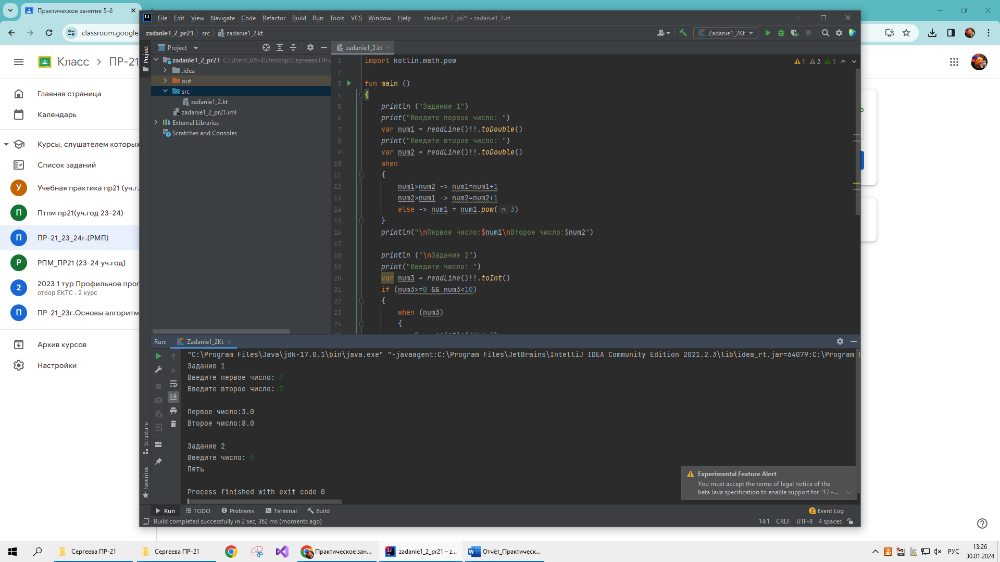 Практическое занятие 5-6
classroom.google.
Класс
ПР-21
Главная страница
Календарь
Курсы, слушателем которых
Список заданий
У
Учебная практика пр21 (уч.г.
П
Птпм пр21(уч.год 23-24)
П
ПР-21_23_24г.(РМП)
Р
РПМ_ПР21 (23-24 уч.год)
2
2023 1 тур Профильное прог
отбор ЕКТС - 2 курс
П
ПР-21_23г.Основы алгоритм
Архив курсов
Настройки
IJ File Edit View Navigate Code Refactor Build Run Tools VCS Window Help zadanie1_2_pr21 - zadanie1_2.kt
zadanie1_2_pr21 src zadanie1_2.kt
Zadanie1_2Kt
Project
Project
zadanie1_2.kt
zadanie1_2_pr21 C:\Users\305-4\Desktop\Сергеева ПР-2
.idea
out
src
zadanie1_2.kt
zadanie1_2_pr21.iml
External Libraries
Scratches and Consoles
1 2 1
1 import kotlin.math.pow
2
3 fun main ()
4 {
5 println ("Задание 1")
6 print("Введите первое число: ")
7 var num1 = readLine()!!.toDouble()
8 print("Введите второе число: ")
9 var num2 = readLine()!!.toDouble()
10 when
11 {
12 num1>num2 -> num1=num1+1
13 num2>num1 -> num2=num2+1
14 else -> num1 = num1.pow( n: 3)
15 }
16 println("\nПервое число:$num1\nВторое число:$num2")
17
18 println ("\nЗадание 2")
19 print("Введите число: ")
20 var num3 = readLine()!!.toInt()
21 if (num3>=0 && num3<10)
22 {
23 when (num3)
24 {
Run: Zadanie1_2Kt
"C:\Program Files\Java\jdk-17.0.1\bin\java.exe" "-javaagent:C:\Program Files\JetBrains\IntelliJ IDEA Community Edition 2021.2.3\lib\idea_rt.jar=64079:C:\Program F
Задание 1
Введите первое число: 3
Введите второе число: 7
Первое число:3.0
Второе число:8.0
Задание 2
Введите число: 5
Пять
Process finished with exit code 0
Structure
Favorites
Experimental Feature Alert
You must accept the terms of legal notice of the
beta Java specification to enable support for "17 -...
Run TODO Problems Terminal Build
2 Event Log
Build completed successfully in 2 sec, 362 ms (moments ago)
14:1 CRLF UTF-8 4 spaces
Сергеева ПР-21
Сергеева ПР-21
Практическое зан...
zadanie1_2_pr21 – z...
Отчёт_Практическ...
РУС
13:26
30.01.2024